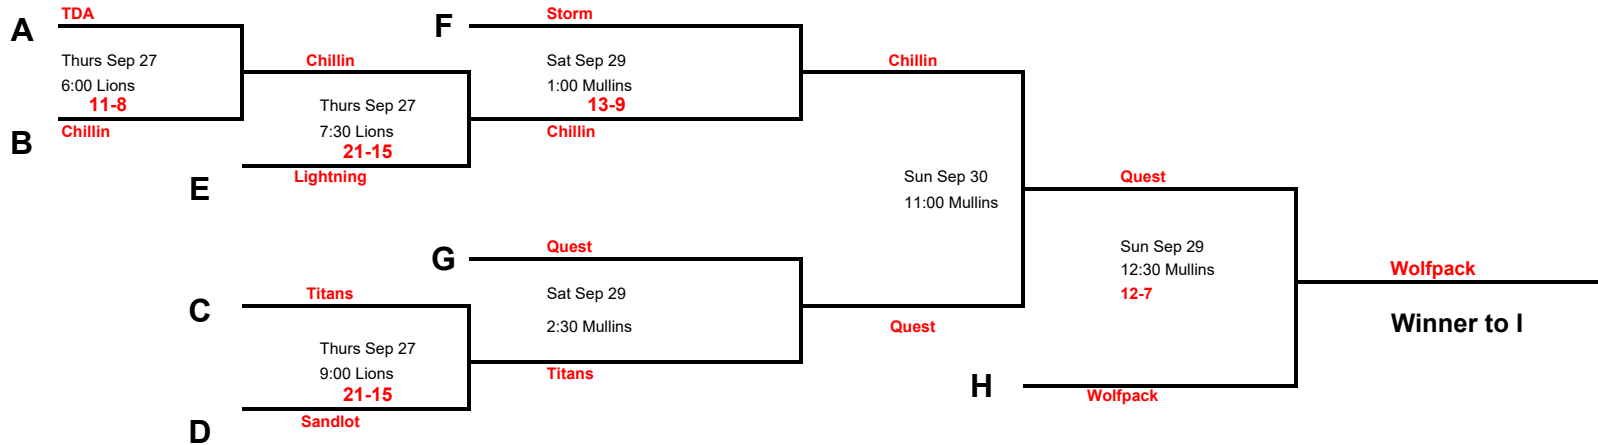 A
TDA
Thurs Sep 27
6:00 Lions
11-8
B
Chillin
Chillin
Thurs Sep 27
7:30 Lions
21-15
E
Lightning
F
Storm
Sat Sep 29
1:00 Mullins
13-9
Chillin
Chillin
Sun Sep 30
11:00 Mullins
G
Quest
Sat Sep 29
2:30 Mullins
Titans
C
Titans
Thurs Sep 27
9:00 Lions
21-15
D
Sandlot
Quest
Quest
Sun Sep 29
12:30 Mullins
12-7
H
Wolfpack
Wolfpack
Winner to I